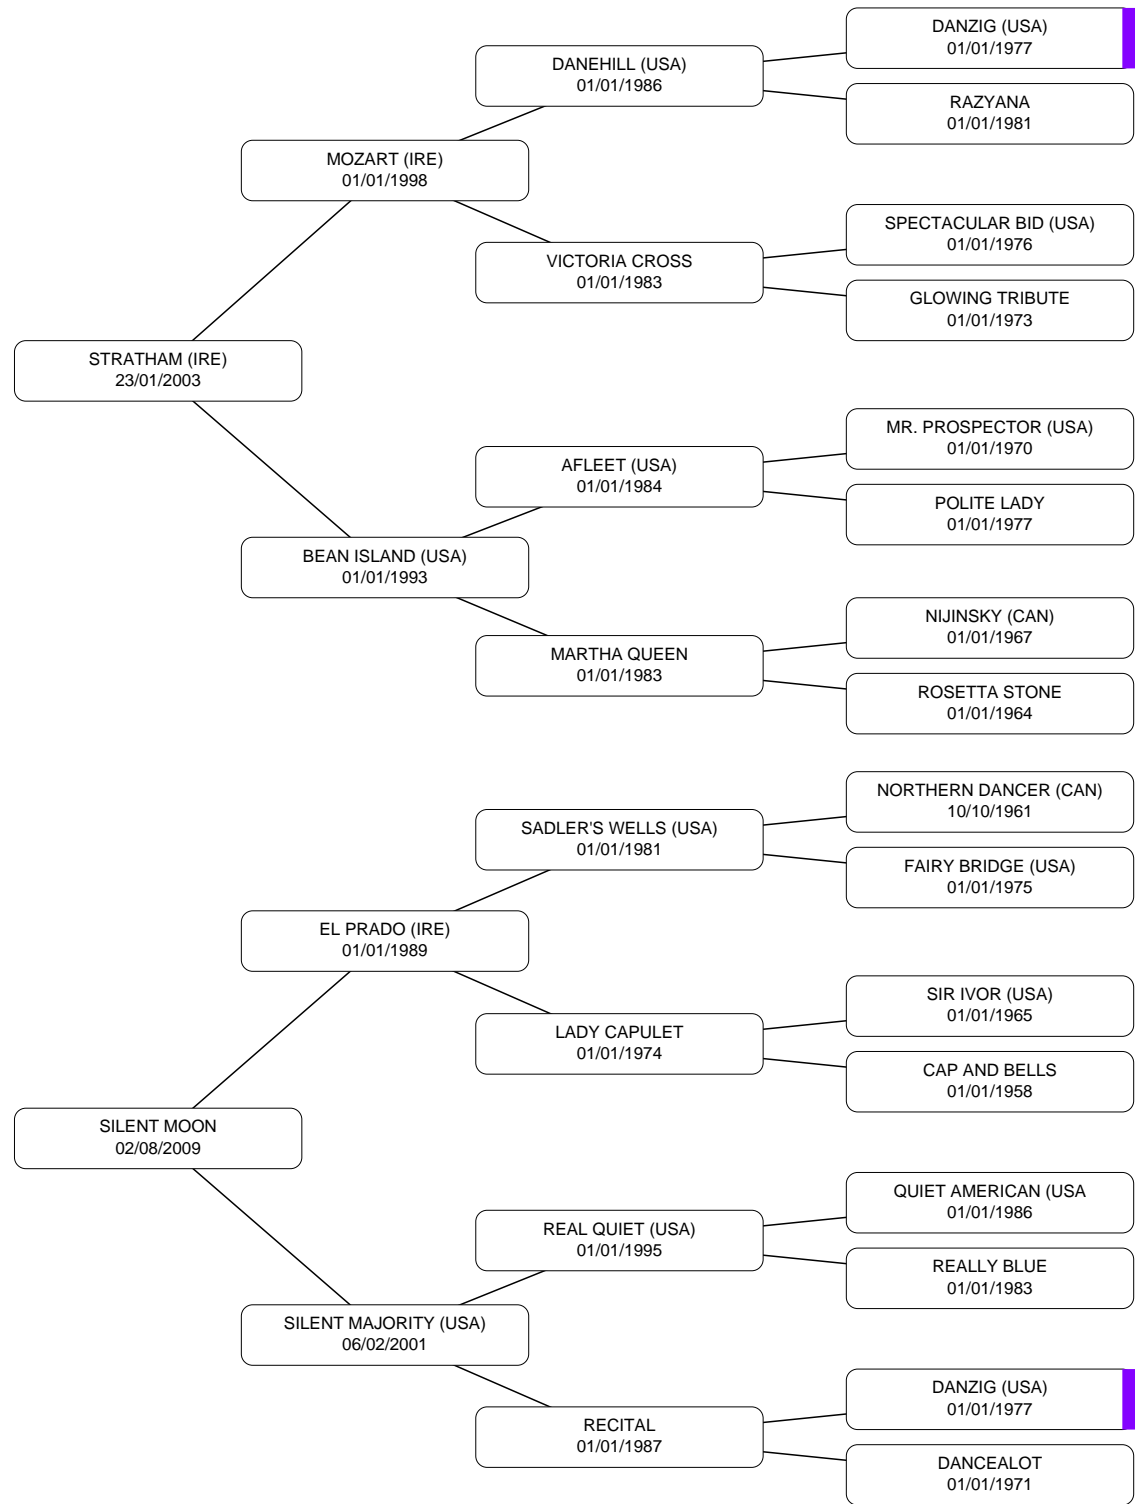 DANZIG (USA)
01/01/1977
DANEHILL (USA)
01/01/1986
RAZYANA
01/01/1981
MOZART (IRE)
01/01/1998
SPECTACULAR BID (USA)
01/01/1976
VICTORIA CROSS
01/01/1983
GLOWING TRIBUTE
01/01/1973
STRATHAM (IRE)
23/01/2003
MR. PROSPECTOR (USA)
01/01/1970
AFLEET (USA)
01/01/1984
POLITE LADY
01/01/1977
BEAN ISLAND (USA)
01/01/1993
NIJINSKY (CAN)
01/01/1967
MARTHA QUEEN
01/01/1983
ROSETTA STONE
01/01/1964
NORTHERN DANCER (CAN)
10/10/1961
SADLER'S WELLS (USA)
01/01/1981
FAIRY BRIDGE (USA)
01/01/1975
EL PRADO (IRE)
01/01/1989
SIR IVOR (USA)
01/01/1965
LADY CAPULET
01/01/1974
CAP AND BELLS
01/01/1958
SILENT MOON
02/08/2009
QUIET AMERICAN (USA
01/01/1986
REAL QUIET (USA)
01/01/1995
REALLY BLUE
01/01/1983
SILENT MAJORITY (USA)
06/02/2001
DANZIG (USA)
01/01/1977
RECITAL
01/01/1987
DANCEALOT
01/01/1971